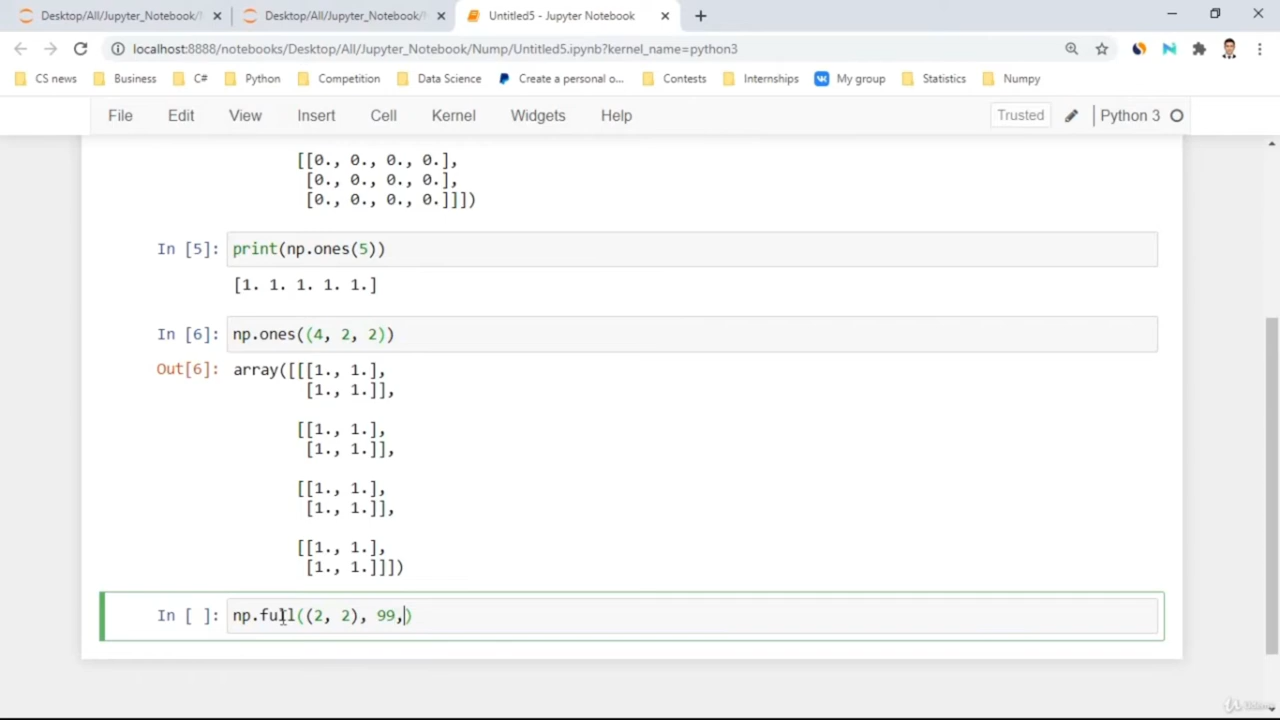 Desktop/All/Jupyter_Notebook/
Desktop/All/Jupyter_Notebook/
Untitled5 - Jupyter Notebook
localhost:8888/notebooks/Desktop/All/Jupyter_Notebook/Nump/Untitled5.ipynb?kernel_name=python3
CS news
Business
C#
Python
Competition
Data Science
Create a personal o...
Contests
Internships
My group
Statistics
Numpy
File Edit View Insert Cell Kernel Widgets Help
Trusted
Python 3
[[0., 0., 0., 0.],
[0., 0., 0., 0.],
[0., 0., 0., 0.]]])
In [5]: print(np.ones(5))
[1. 1. 1. 1. 1.]
In [6]: np.ones((4, 2, 2))
Out[6]: array([[[1., 1.],
[1., 1.]],
[[1., 1.],
[1., 1.]],
[[1., 1.],
[1., 1.]],
[[1., 1.],
[1., 1.]]])
In [ ]: np.full((2, 2), 99,)